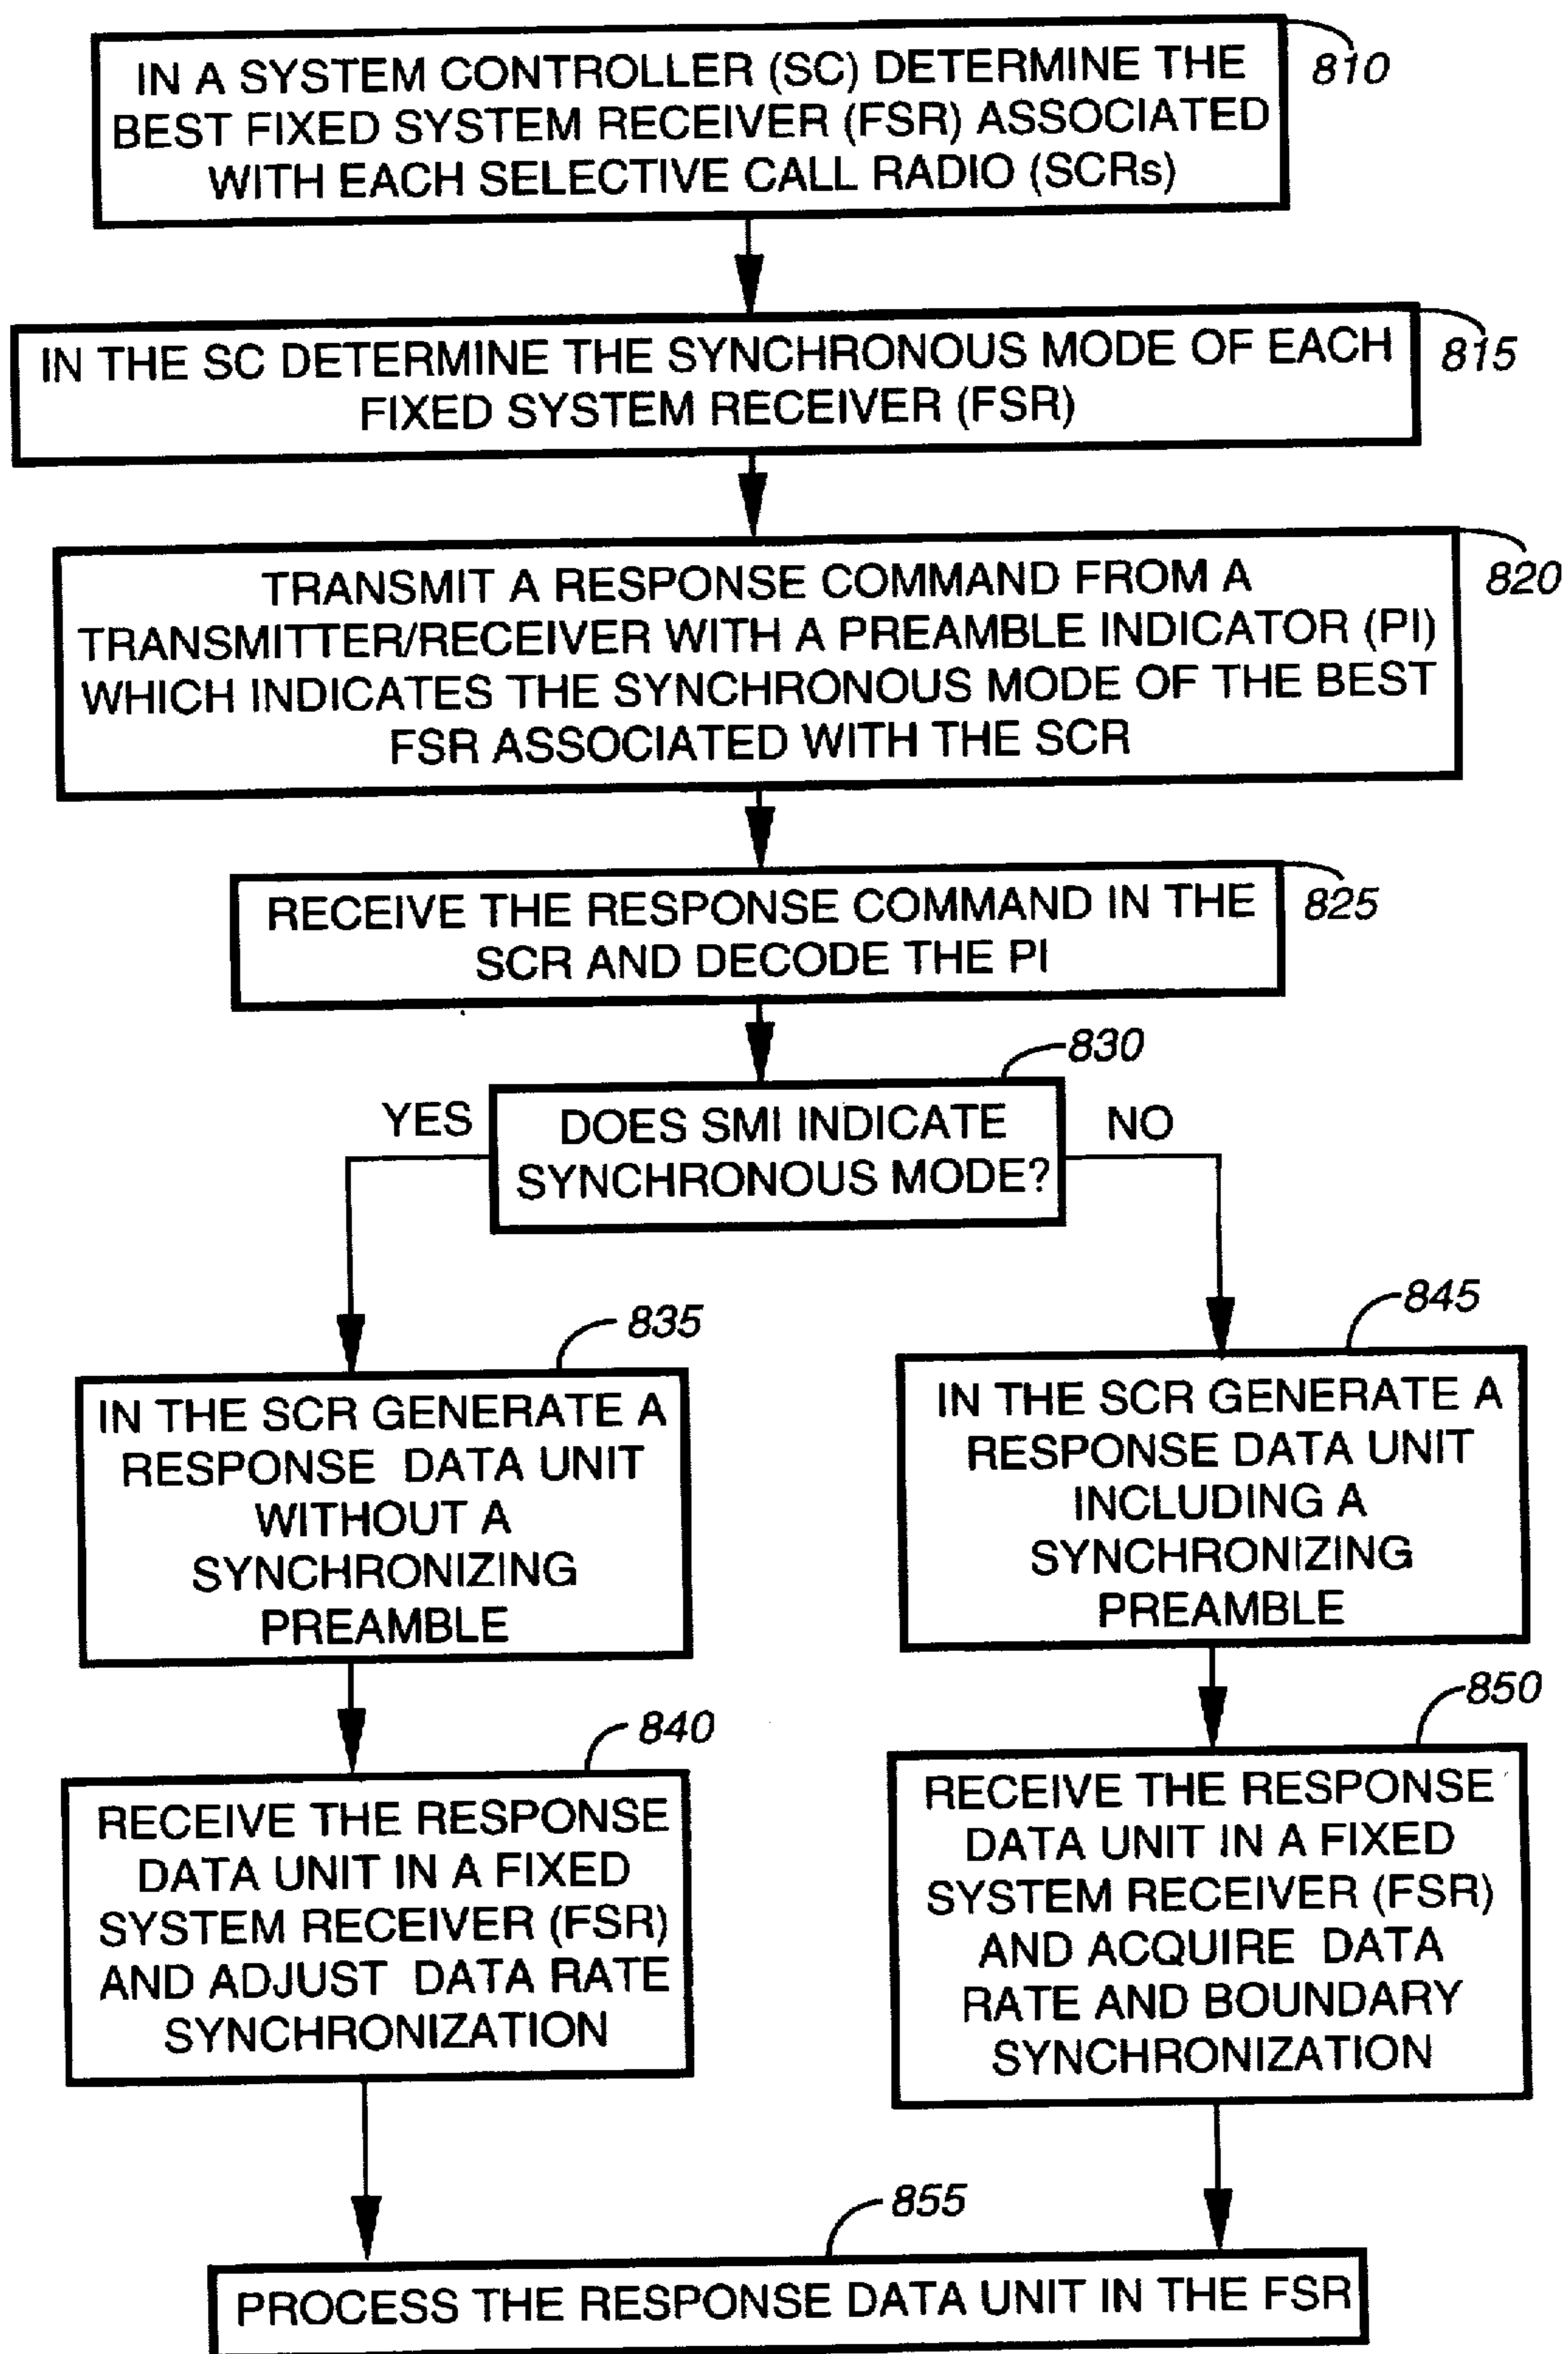 810
IN A SYSTEM CONTROLLER (SC) DETERMINE THE
BEST FIXED SYSTEM RECEIVER (FSR) ASSOCIATED
WITH EACH SELECTIVE CALL RADIO (SCRs)
815
IN THE SC DETERMINE THE SYNCHRONOUS MODE OF EACH
FIXED SYSTEM RECEIVER (FSR)
820
TRANSMIT A RESPONSE COMMAND FROM A
TRANSMITTER/RECEIVER WITH A PREAMBLE INDICATOR (PI)
WHICH INDICATES THE SYNCHRONOUS MODE OF THE BEST
FSR ASSOCIATED WITH THE SCR
825
RECEIVE THE RESPONSE COMMAND IN THE
SCR AND DECODE THE PI
830
YES
DOES SMI INDICATE
SYNCHRONOUS MODE?
NO
835
IN THE SCR GENERATE A
RESPONSE DATA UNIT
WITHOUT A
SYNCHRONIZING
PREAMBLE
845
IN THE SCR GENERATE A
RESPONSE DATA UNIT
INCLUDING A
SYNCHRONIZING
PREAMBLE
840
RECEIVE THE RESPONSE
DATA UNIT IN A FIXED
SYSTEM RECEIVER (FSR)
AND ADJUST DATA RATE
SYNCHRONIZATION
850
RECEIVE THE RESPONSE
DATA UNIT IN A FIXED
SYSTEM RECEIVER (FSR)
AND ACQUIRE DATA
RATE AND BOUNDARY
SYNCHRONIZATION
855
PROCESS THE RESPONSE DATA UNIT IN THE FSR